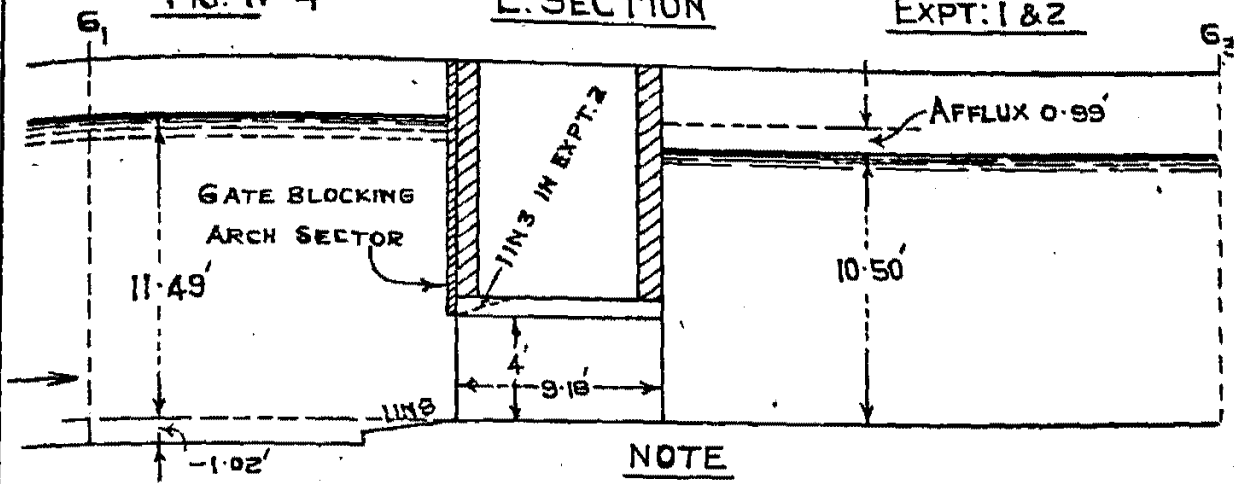 L. SECTION
EXPT: 1 & 2
G₁
G₂
AFFLUX 0.99'
1 IN 3 IN EXPT. 2
GATE BLOCKING
ARCH SECTOR
11.49'
10.50'
4'
9.18'
1 IN 8
-1.02'
NOTE